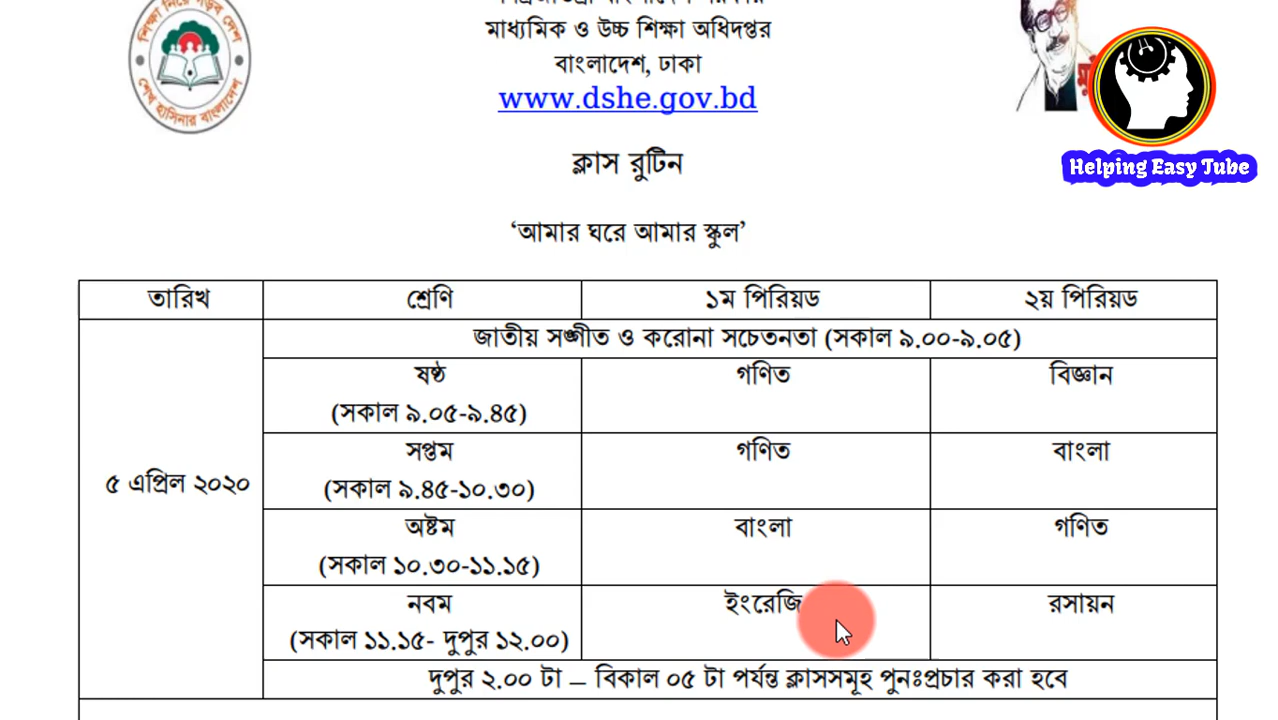 শিক্ষা নিয়ে গড়ব দেশ
শেখ হাসিনার বাংলাদেশ
মাধ্যমিক ও উচ্চ শিক্ষা অধিদপ্তর
বাংলাদেশ, ঢাকা
www.dshe.gov.bd
Helping Easy Tube
ক্লাস রুটিন
‘আমার ঘরে আমার স্কুল’
তারিখ শ্রেণি ১ম পিরিয়ড ২য় পিরিয়ড
জাতীয় সঙ্গীত ও করোনা সচেতনতা (সকাল ৯.০০-৯.০৫)
ষষ্ঠ গণিত বিজ্ঞান
(সকাল ৯.০৫-৯.৪৫)
সপ্তম গণিত বাংলা
৫ এপ্রিল ২০২০
(সকাল ৯.৪৫-১০.৩০)
অষ্টম বাংলা গণিত
(সকাল ১০.৩০-১১.১৫)
নবম ইংরেজি রসায়ন
(সকাল ১১.১৫- দুপুর ১২.০০)
দুপুর ২.০০ টা – বিকাল ০৫ টা পর্যন্ত ক্লাসসমূহ পুনঃপ্রচার করা হবে